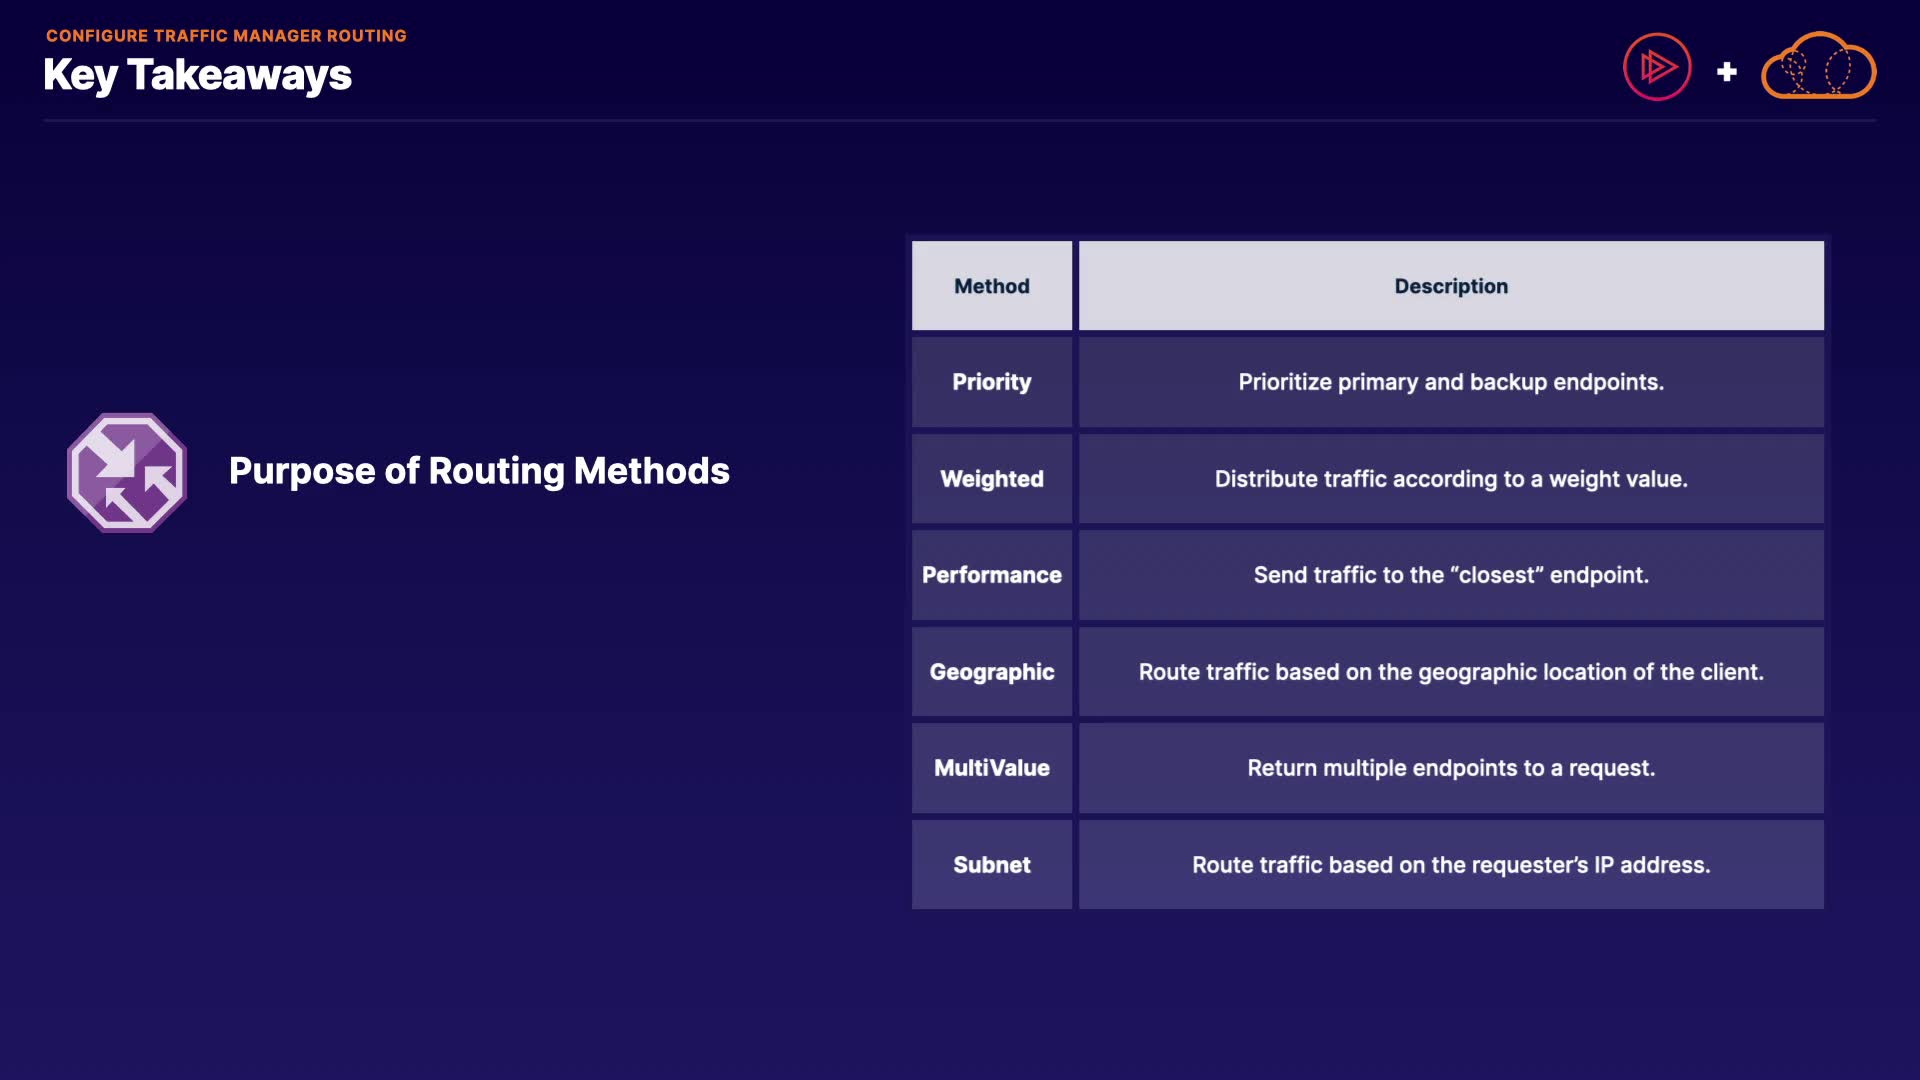 CONFIGURE TRAFFIC MANAGER ROUTING
Key Takeaways
Purpose of Routing Methods
Method Description
Priority Prioritize primary and backup endpoints.
Weighted Distribute traffic according to a weight value.
Performance Send traffic to the “closest” endpoint.
Geographic Route traffic based on the geographic location of the client.
MultiValue Return multiple endpoints to a request.
Subnet Route traffic based on the requester’s IP address.